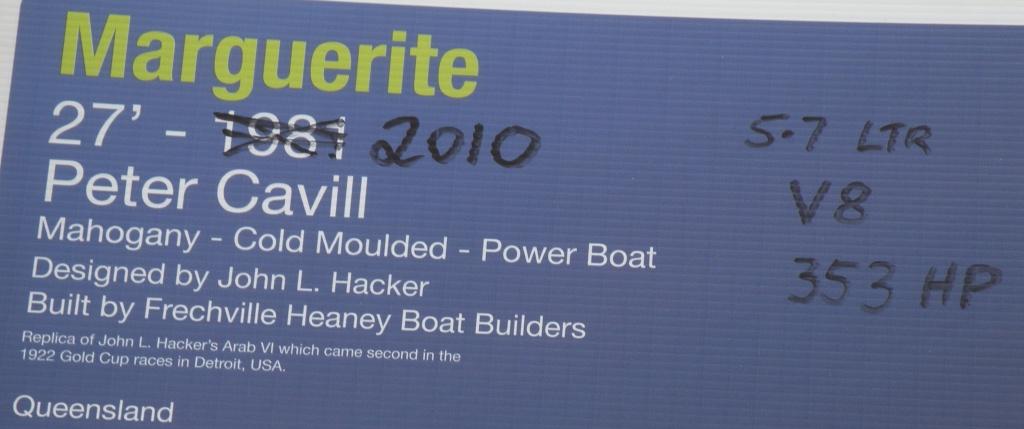 Marguerite
27' - 1981 2010
Peter Cavill
Mahogany - Cold Moulded - Power Boat
Designed by John L. Hacker
Built by Frechville Heaney Boat Builders
Replica of John L. Hacker's Arab VI which came second in the
1922 Gold Cup races in Detroit, USA.
Queensland
5.7 LTR
V8
353 HP